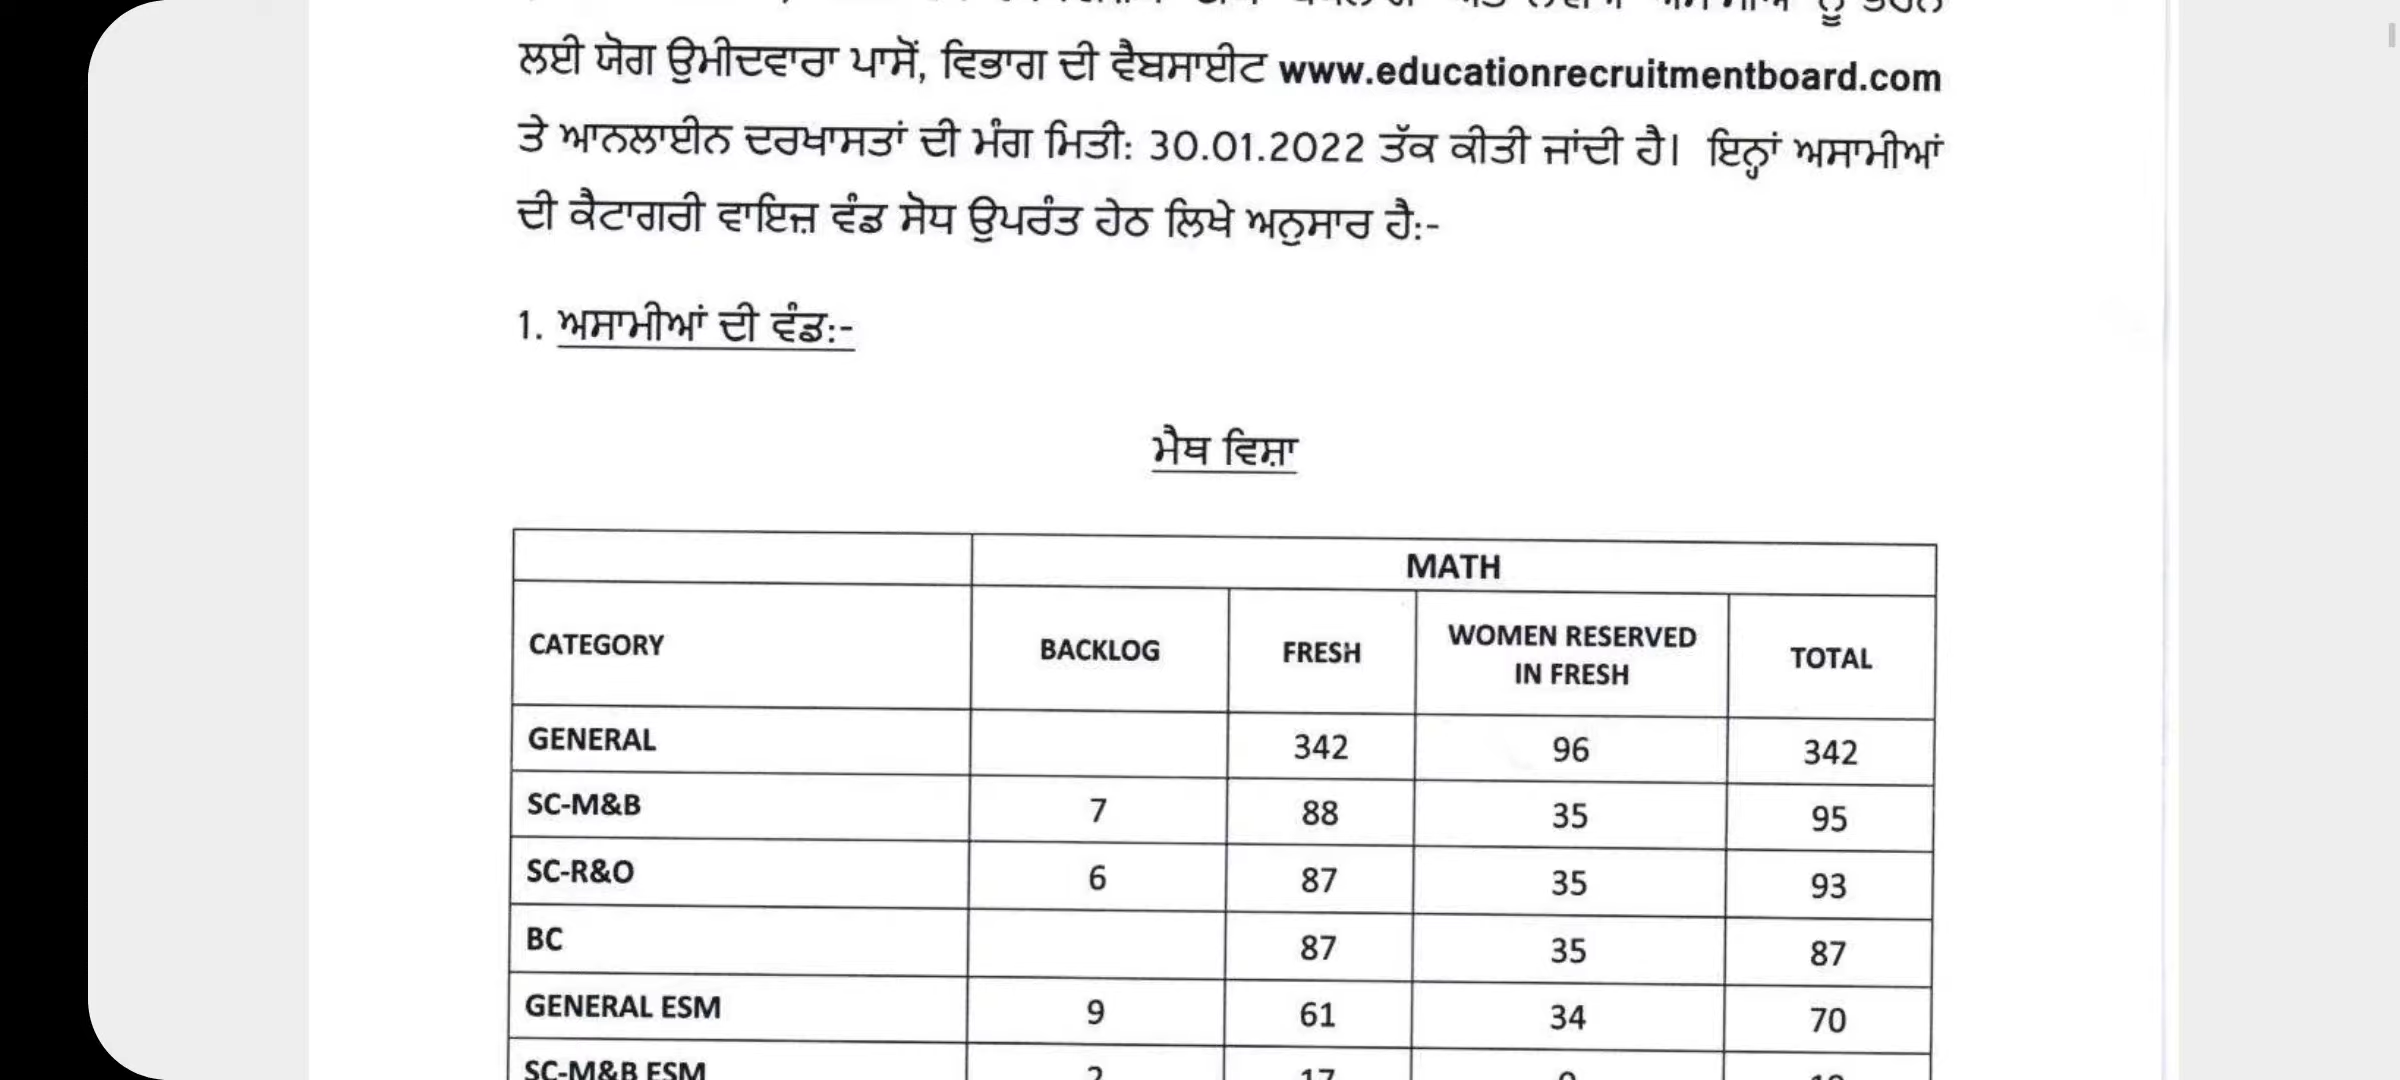 ਲਈ ਯੋਗ ਉਮੀਦਵਾਰਾ ਪਾਸੋਂ, ਵਿਭਾਗ ਦੀ ਵੈਬਸਾਈਟ www.educationrecruitmentboard.com
ਤੇ ਆਨਲਾਈਨ ਦਰਖਾਸਤਾਂ ਦੀ ਮੰਗ ਮਿਤੀ: 30.01.2022 ਤੱਕ ਕੀਤੀ ਜਾਂਦੀ ਹੈ। ਇਨ੍ਹਾਂ ਅਸਾਮੀਆਂ
ਦੀ ਕੈਟਾਗਰੀ ਵਾਇਜ਼ ਵੰਡ ਸੋਧ ਉਪਰੰਤ ਹੇਠ ਲਿਖੇ ਅਨੁਸਾਰ ਹੈ:-
1. ਅਸਾਮੀਆਂ ਦੀ ਵੰਡ:-
ਮੈਥ ਵਿਸ਼ਾ
MATH
CATEGORY BACKLOG FRESH WOMEN RESERVED IN FRESH TOTAL
GENERAL 342 96 342
SC-M&B 7 88 35 95
SC-R&O 6 87 35 93
BC 87 35 87
GENERAL ESM 9 61 34 70
SC-M&B ESM 2 17